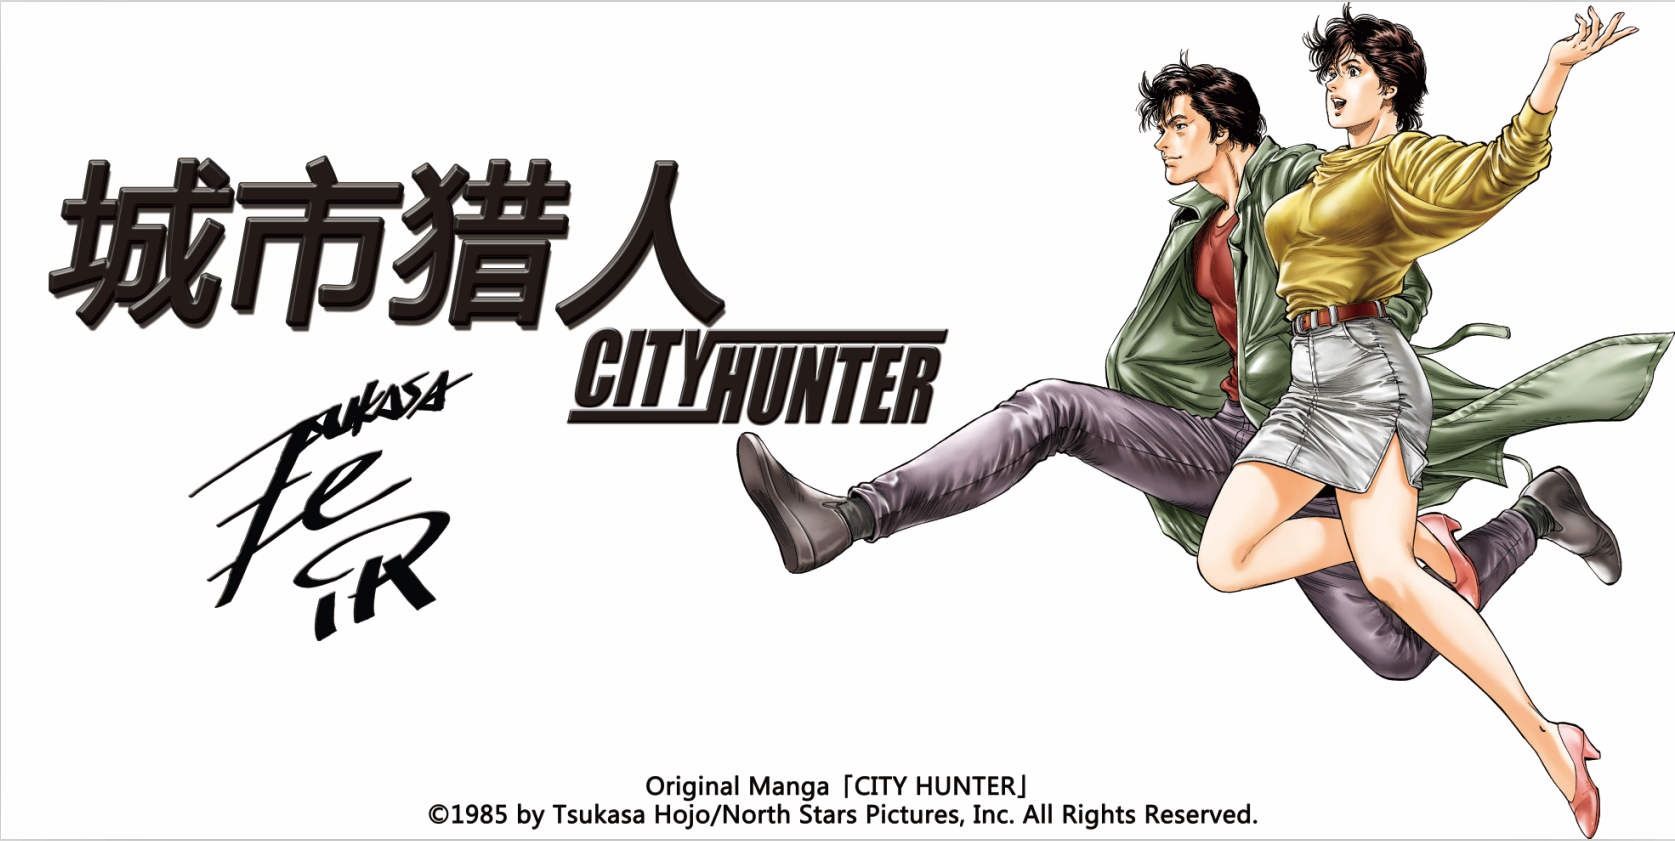 城市猎人
CITY HUNTER
TSUKASA
Original Manga「CITY HUNTER」
©1985 by Tsukasa Hojo/North Stars Pictures, Inc. All Rights Reserved.